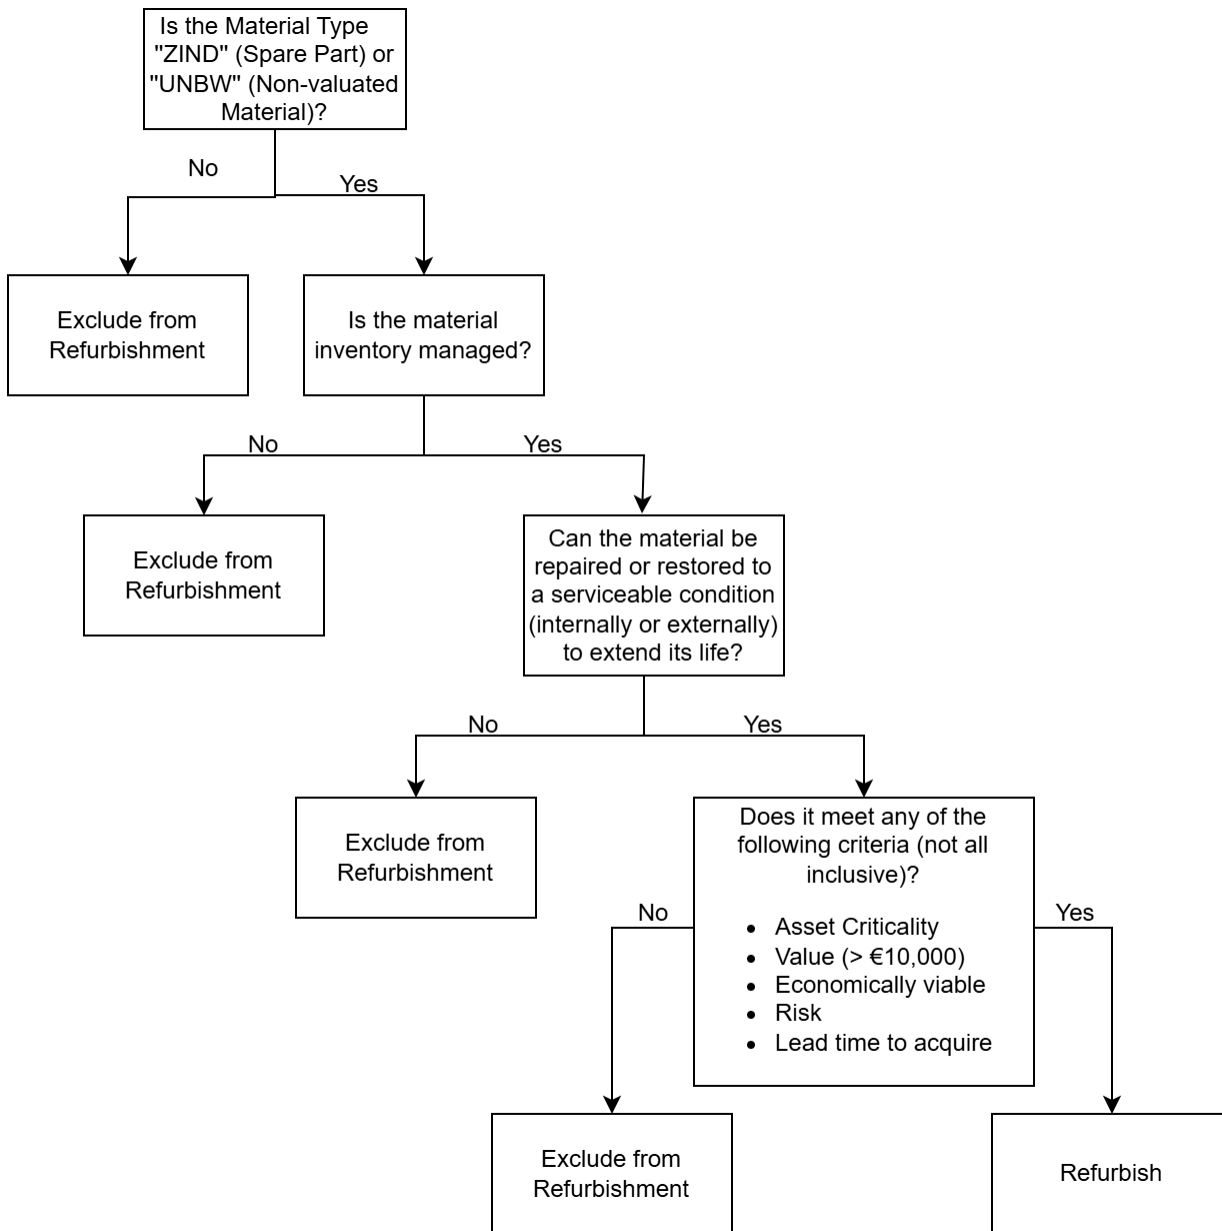 Is the Material Type
"ZIND" (Spare Part) or
"UNBW" (Non-valuated
Material)?
No
Yes
Exclude from
Refurbishment
Is the material
inventory managed?
No
Yes
Exclude from
Refurbishment
Can the material be
repaired or restored to
a serviceable condition
(internally or externally)
to extend its life?
No
Yes
Exclude from
Refurbishment
Does it meet any of the
following criteria (not all
inclusive)?
• Asset Criticality
• Value (> €10,000)
• Economically viable
• Risk
• Lead time to acquire
No
Yes
Exclude from
Refurbishment
Refurbish